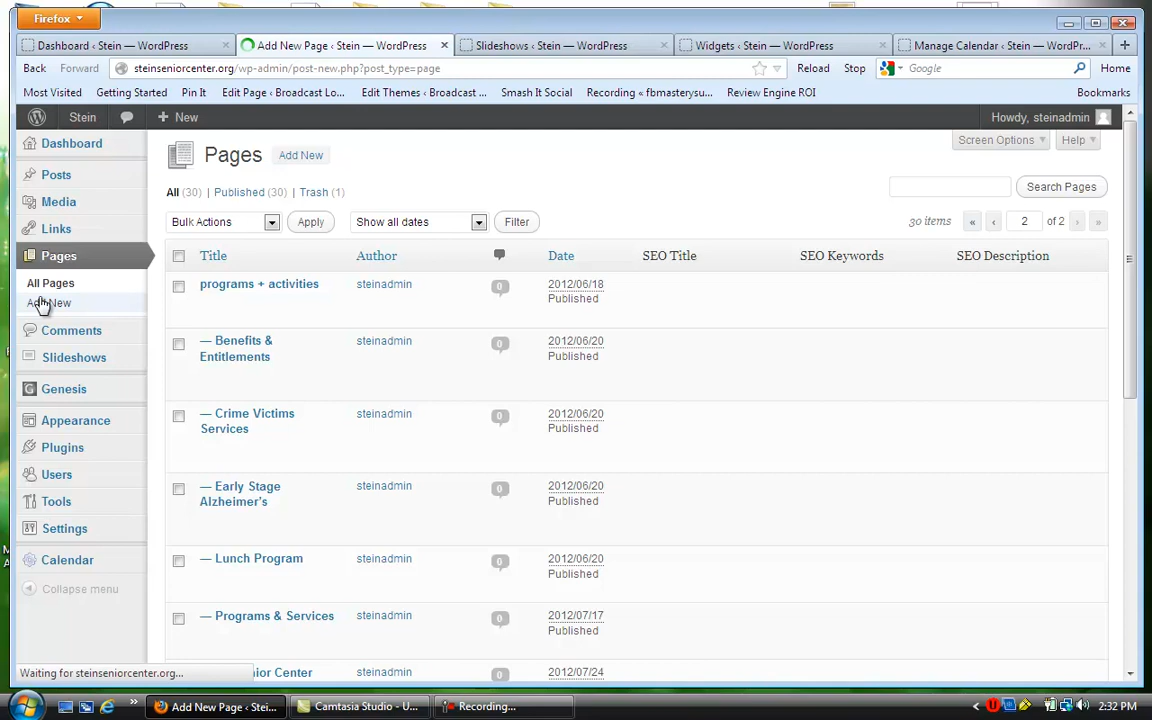 Firefox
Dashboard ‹ Stein — WordPress
Add New Page ‹ Stein — WordPress
Slideshows ‹ Stein — WordPress
Widgets ‹ Stein — WordPress
Manage Calendar ‹ Stein — WordPr...
Back
Forward
steinseniorcenter.org/wp-admin/post-new.php?post_type=page
Reload
Stop
Google
Home
Most Visited
Getting Started
Pin It
Edit Page ‹ Broadcast Lo...
Edit Themes ‹ Broadcast ...
Smash It Social
Recording « fbmasterysu...
Review Engine ROI
Bookmarks
Stein
+ New
Howdy, steinadmin
Dashboard
Posts
Media
Links
Pages
All Pages
Add New
Comments
Slideshows
Genesis
Appearance
Plugins
Users
Tools
Settings
Calendar
Collapse menu
Screen Options
Help
Pages
Add New
All (30) | Published (30) | Trash (1)
Search Pages
Bulk Actions
Apply
Show all dates
Filter
30 items « ‹ 2 of 2 › »
Title
Author
Date
SEO Title
SEO Keywords
SEO Description
programs + activities
steinadmin
0
2012/06/18
Published
— Benefits &
Entitlements
steinadmin
0
2012/06/20
Published
— Crime Victims
Services
steinadmin
0
2012/06/20
Published
— Early Stage
Alzheimer's
steinadmin
0
2012/06/20
Published
— Lunch Program
steinadmin
0
2012/06/20
Published
— Programs & Services
steinadmin
0
2012/07/17
Published
Center
steinadmin
0
2012/07/24
Waiting for steinseniorcenter.org...
Add New Page ‹ Stei...
Camtasia Studio - U...
Recording...
2:32 PM